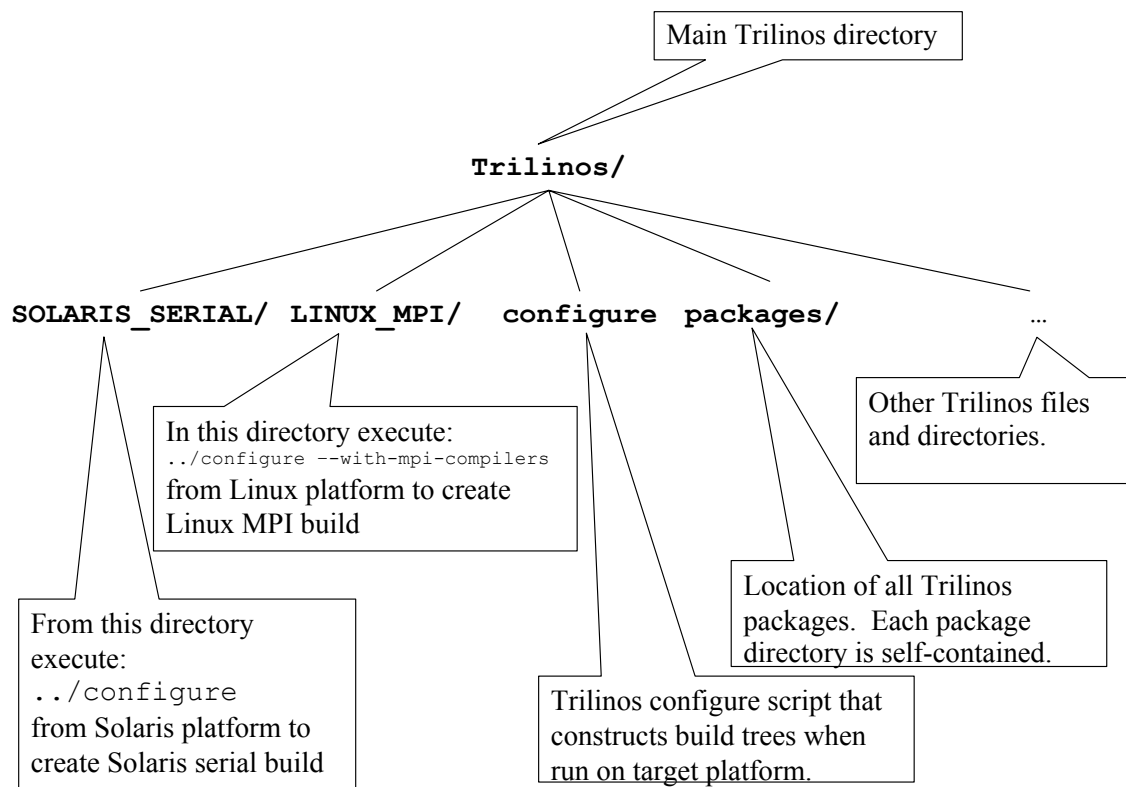 Main Trilinos directory
Trilinos/
SOLARIS_SERIAL/ LINUX_MPI/ configure packages/ …
Other Trilinos files
and directories.
In this directory execute:
../configure --with-mpi-compilers
from Linux platform to create
Linux MPI build
Location of all Trilinos
packages. Each package
directory is self-contained.
From this directory
execute:
../configure
from Solaris platform to
create Solaris serial build
Trilinos configure script that
constructs build trees when
run on target platform.